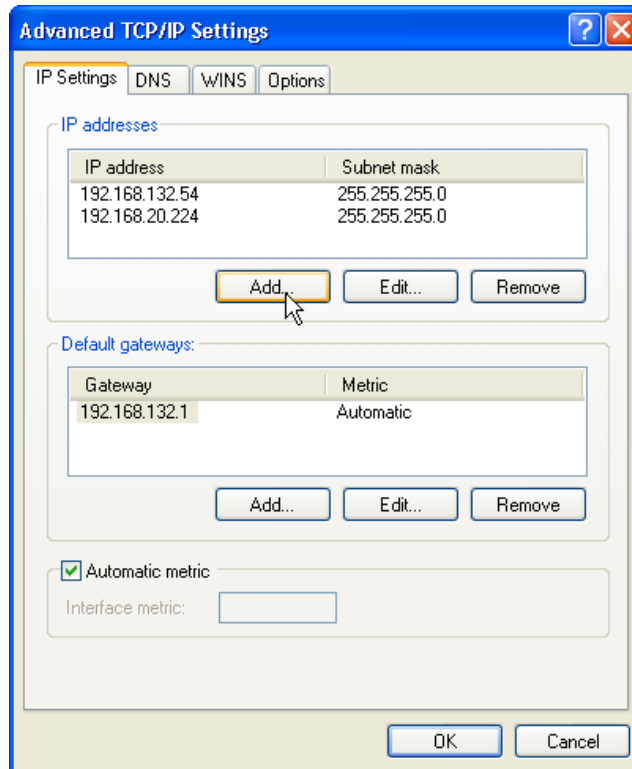 Advanced TCP/IP Settings
IP Settings DNS WINS Options
IP addresses
IP address Subnet mask
192.168.132.54 255.255.255.0
192.168.20.224 255.255.255.0
Add... Edit... Remove
Default gateways:
Gateway Metric
192.168.132.1 Automatic
Add... Edit... Remove
Automatic metric
Interface metric:
OK Cancel